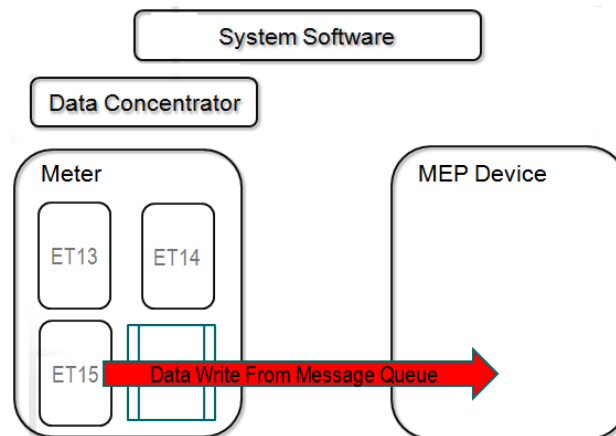 System Software
Data Concentrator
Meter
MEP Device
ET13
ET14
ET15
Data Write From Message Queue